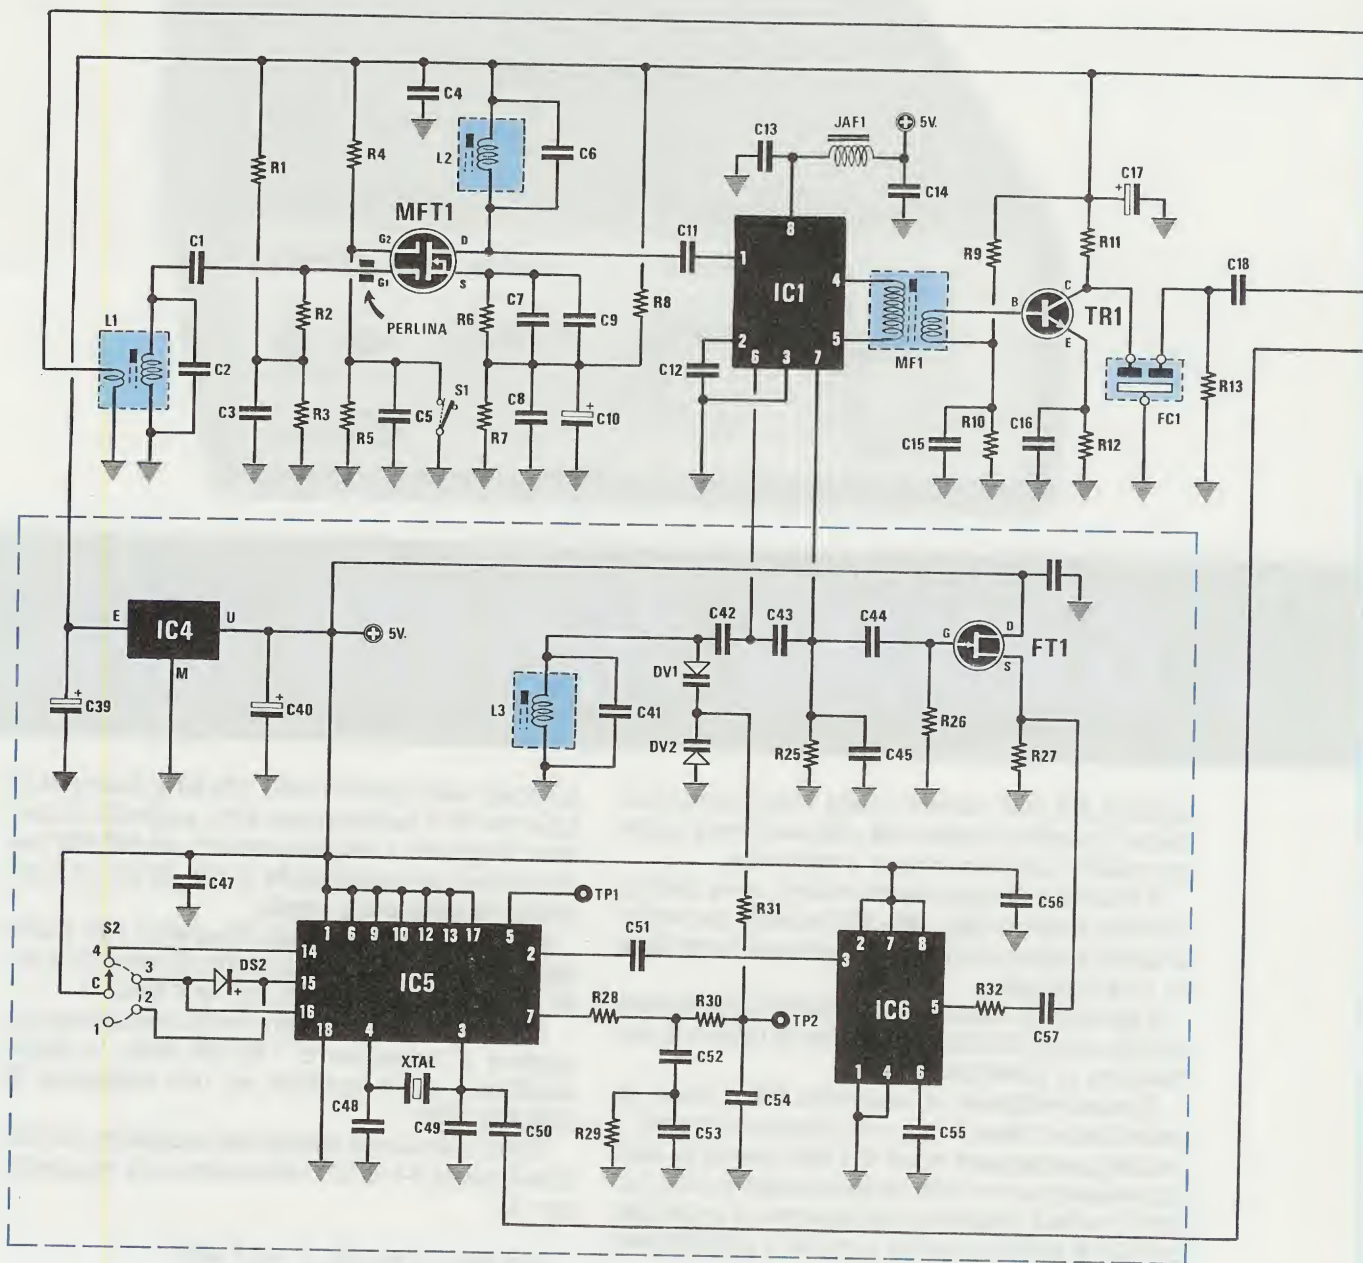 C4
R1
R4
L2
C6
C13
JAF1
5V.
C14
C17
MFT1
C1
G2
D
G1
S
PERLINA
R2
R6
C7
C9
R8
C11
1
8
IC1
4
2
5
6
3
7
MF1
R9
R11
C18
B
C
TR1
E
L1
C2
C3
R3
R5
C5
S1
R7
C8
C10
+
C12
C15
R10
C16
R12
FC1
R13
E
IC4
U
M
5V.
+
C39
+
C40
C42
C43
C44
G
D
S
FT1
DV1
L3
C41
DV2
R25
C45
R26
R27
C47
TP1
R31
C56
S2
4
3
C
2
1
DS2
+
1
6
9
10
12
13
17
5
14
15
16
18
4
3
2
7
IC5
C51
R28
R30
TP2
2
7
8
3
IC6
5
1
4
6
R32
C57
XTAL
C48
C49
C50
R29
C52
C53
C54
C55
+